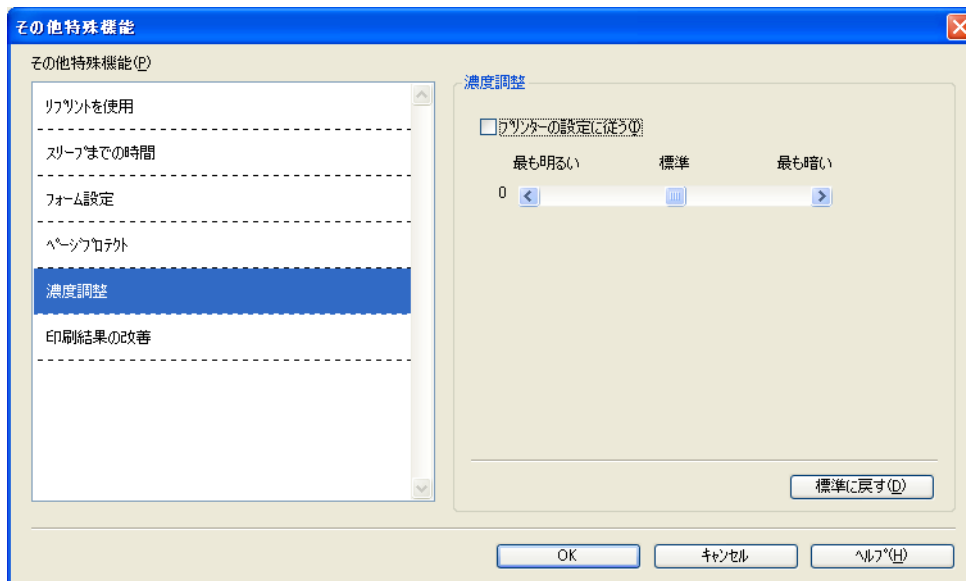 その他特殊機能
その他特殊機能(P)
リプリントを使用
スリープまでの時間
フォーム設定
ページプロテクト
濃度調整
印刷結果の改善
濃度調整
プリンターの設定に従う(I)
最も明るい 標準 最も暗い
0
標準に戻す(D)
OK キャンセル ヘルプ(H)